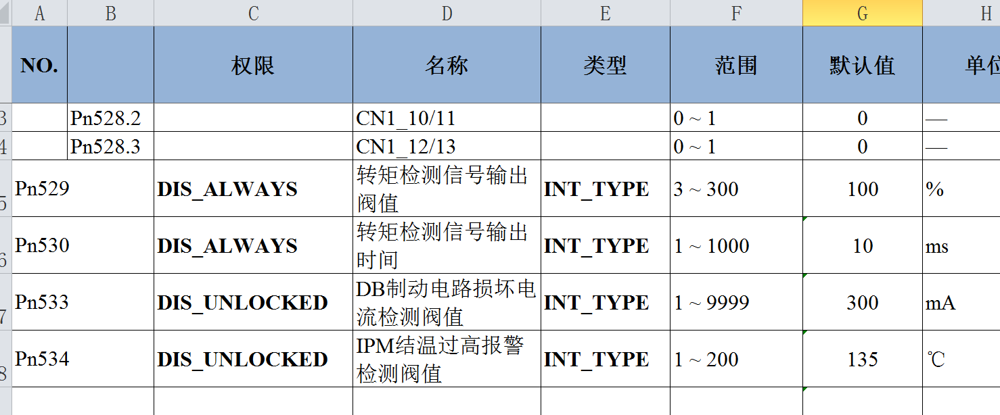 A B C D E F G H
NO. 权限 名称 类型 范围 默认值 单位
3 Pn528.2 CN1_10/11 0 ~ 1 0 —
4 Pn528.3 CN1_12/13 0 ~ 1 0 —
5 Pn529 DIS_ALWAYS 转矩检测信号输出 INT_TYPE 3 ~ 300 100 %
阀值
6 Pn530 DIS_ALWAYS 转矩检测信号输出 INT_TYPE 1 ~ 1000 10 ms
时间
7 Pn533 DIS_UNLOCKED DB制动电路损坏电 INT_TYPE 1 ~ 9999 300 mA
流检测阀值
8 Pn534 DIS_UNLOCKED IPM结温过高报警 INT_TYPE 1 ~ 200 135 ℃
检测阀值